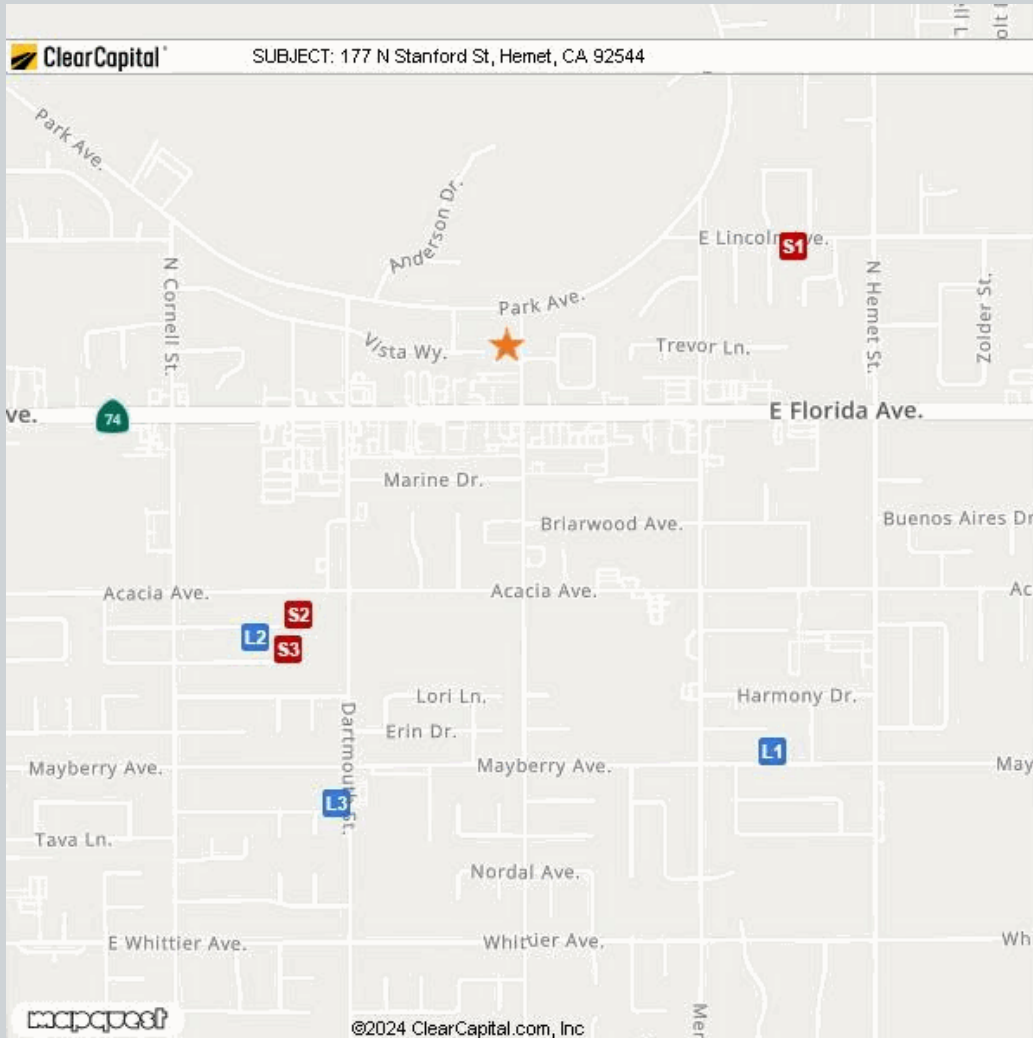 ClearCapital
SUBJECT: 177 N Stanford St, Hemet, CA 92544
Park Ave.
Anderson Dr.
E Lincoln Ave.
S1
N Cornell St.
N Hemet St.
Zolder St.
Park Ave.
Vista Wy.
Trevor Ln.
ve.
74
E Florida Ave.
Marine Dr.
Briarwood Ave.
Buenos Aires Dr
Acacia Ave.
Acacia Ave.
Ac
S2
L2
S3
Lori Ln.
Harmony Dr.
Erin Dr.
Dartmouth St.
L1
Mayberry Ave.
Mayberry Ave.
May
L3
Tava Ln.
Nordal Ave.
E Whittier Ave.
Whittier Ave.
Wh
Mer
mapquest
©2024 ClearCapital.com, Inc